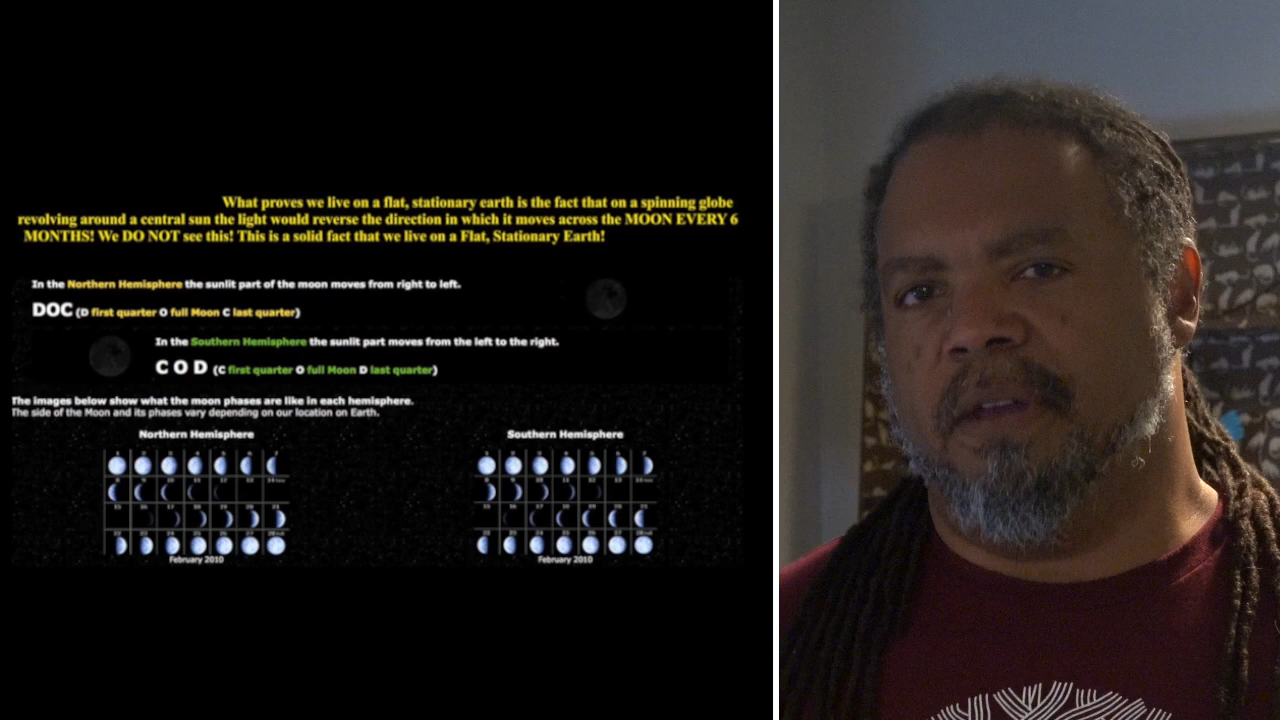 What proves we live on a flat, stationary earth is the fact that on a spinning globe
revolving around a central sun the light would reverse the direction in which it moves across the MOON EVERY 6
MONTHS! We DO NOT see this! This is a solid fact that we live on a Flat, Stationary Earth!
In the Northern Hemisphere the sunlit part of the moon moves from right to left.
DOC (D first quarter O full Moon C last quarter)
In the Southern Hemisphere the sunlit part moves from the left to the right.
C O D (C first quarter O full Moon D last quarter)
The images below show what the moon phases are like in each hemisphere.
The side of the Moon and its phases vary depending on our location on Earth.
Northern Hemisphere
Southern Hemisphere
February 2010
February 2010